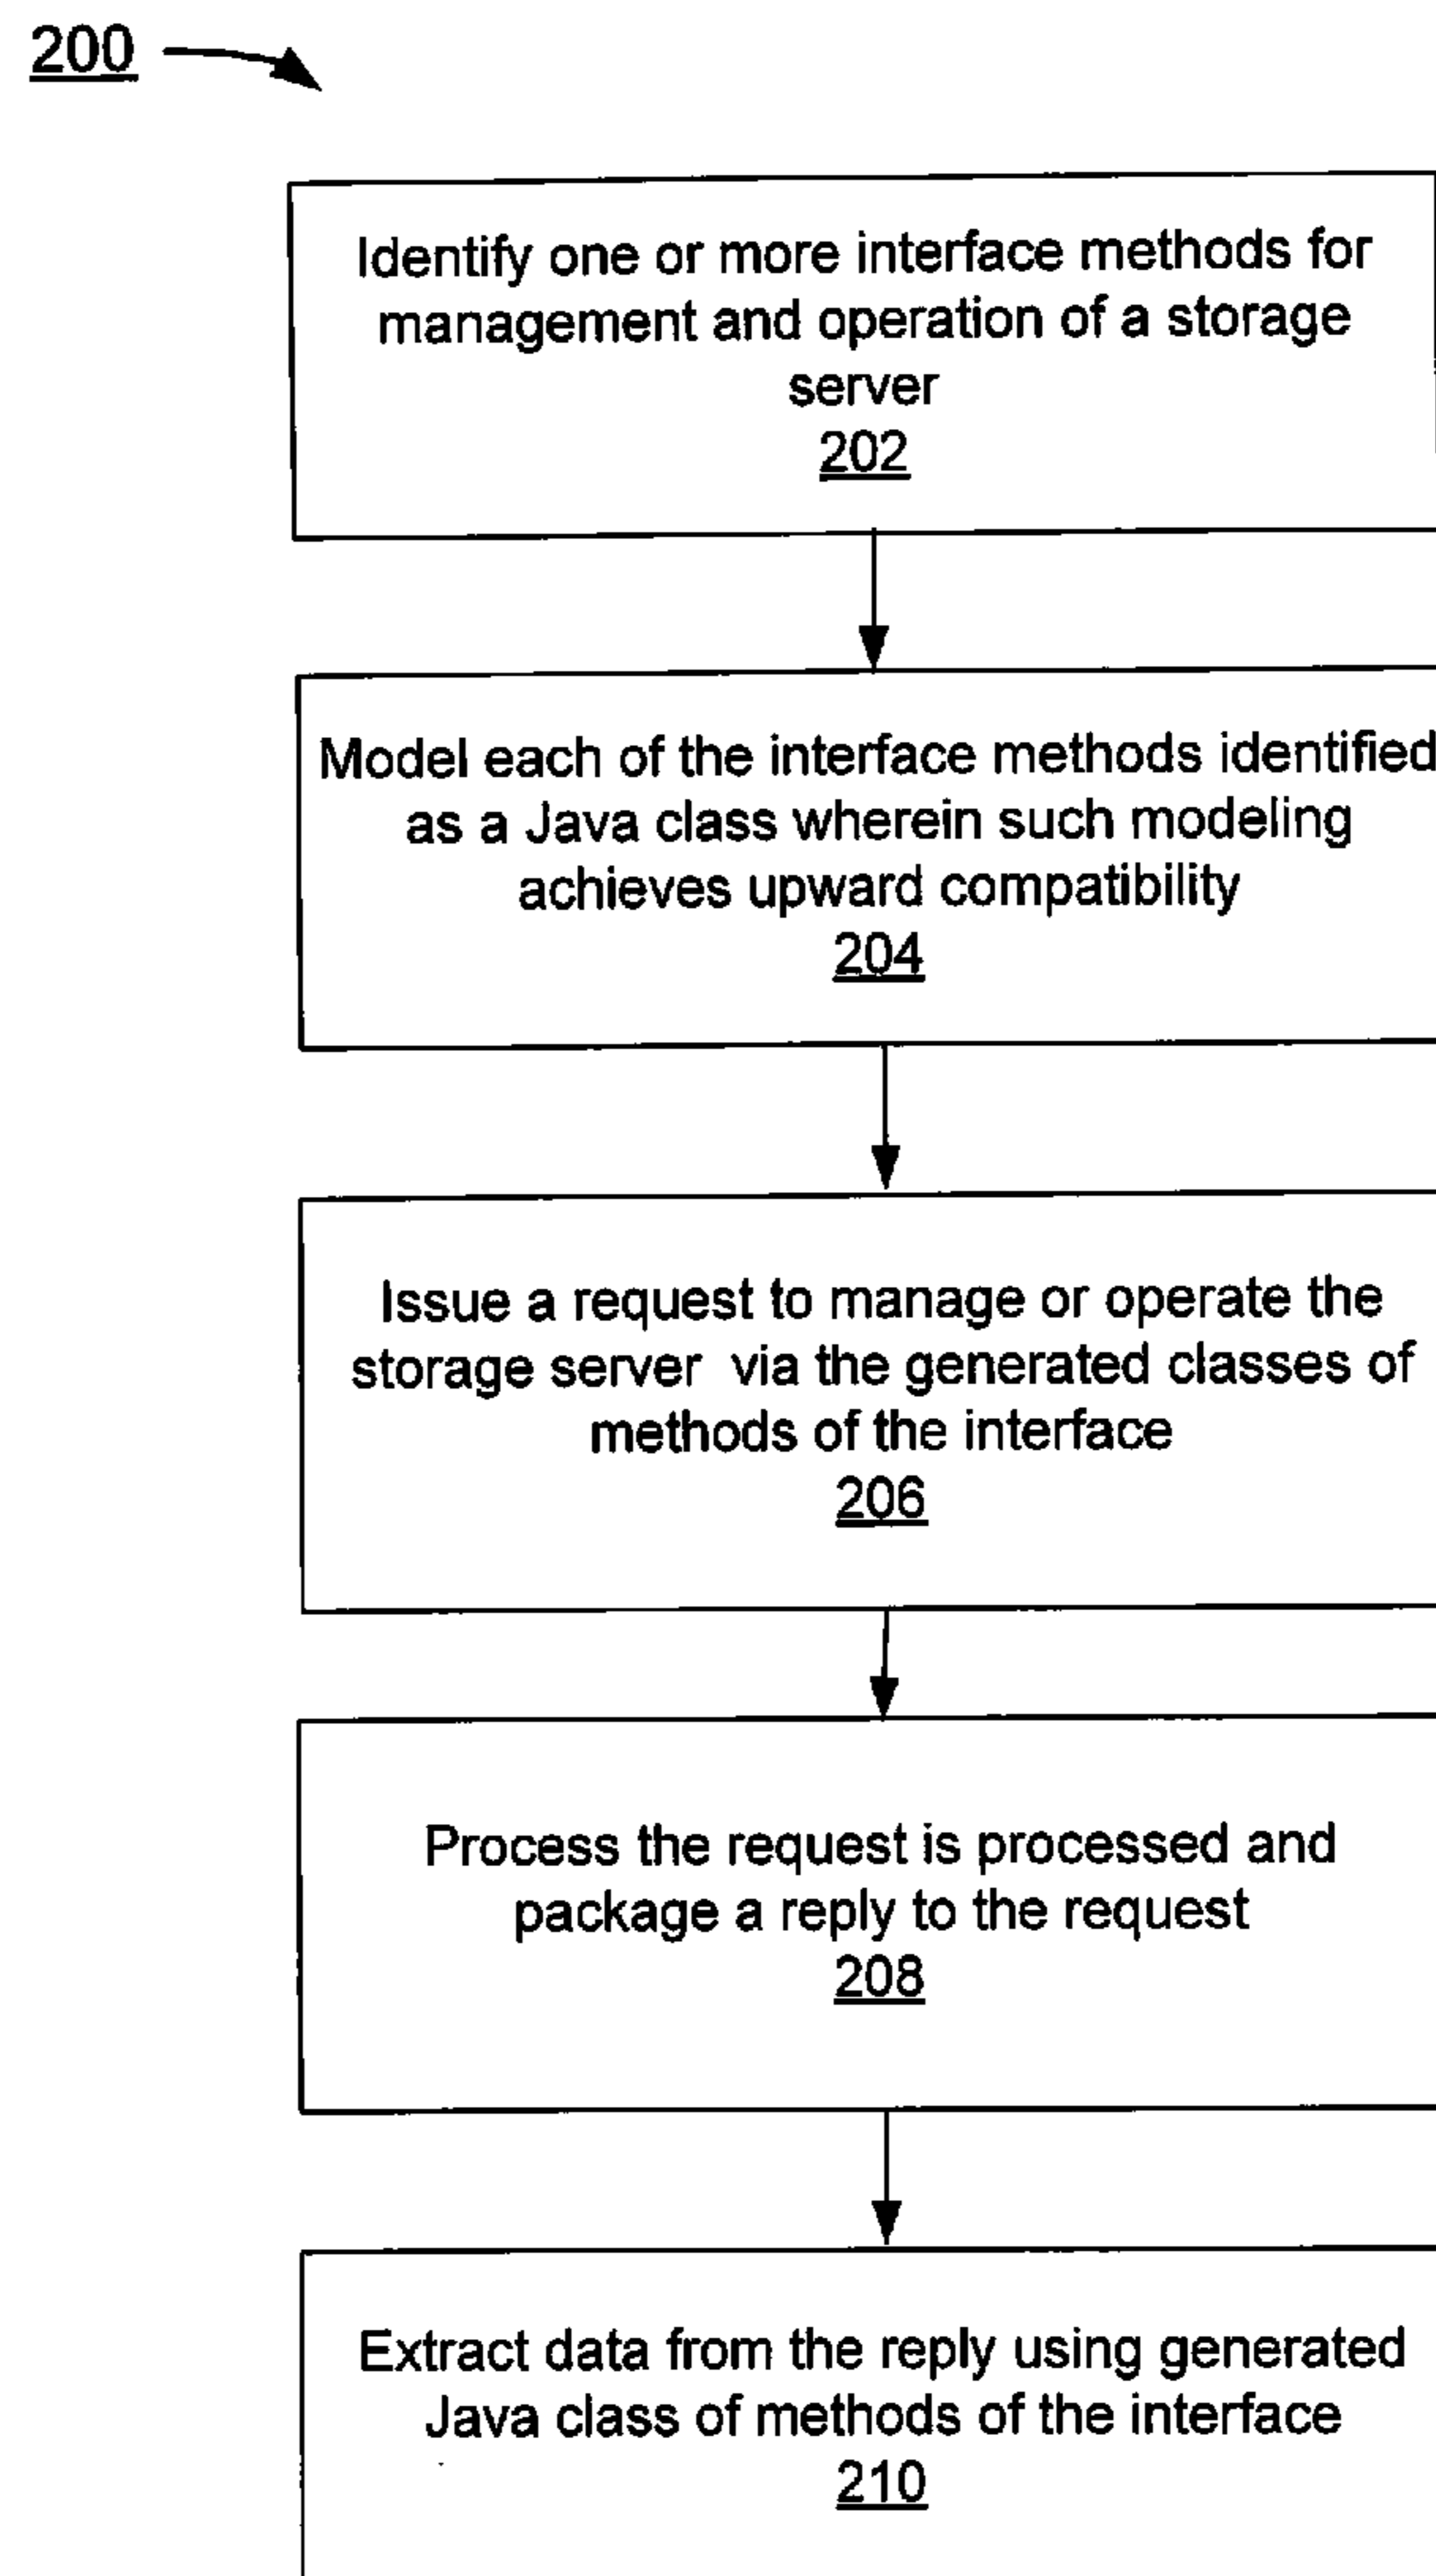 200
Identify one or more interface methods for
management and operation of a storage
server
202
Model each of the interface methods identified
as a Java class wherein such modeling
achieves upward compatibility
204
Issue a request to manage or operate the
storage server via the generated classes of
methods of the interface
206
Process the request is processed and
package a reply to the request
208
Extract data from the reply using generated
Java class of methods of the interface
210